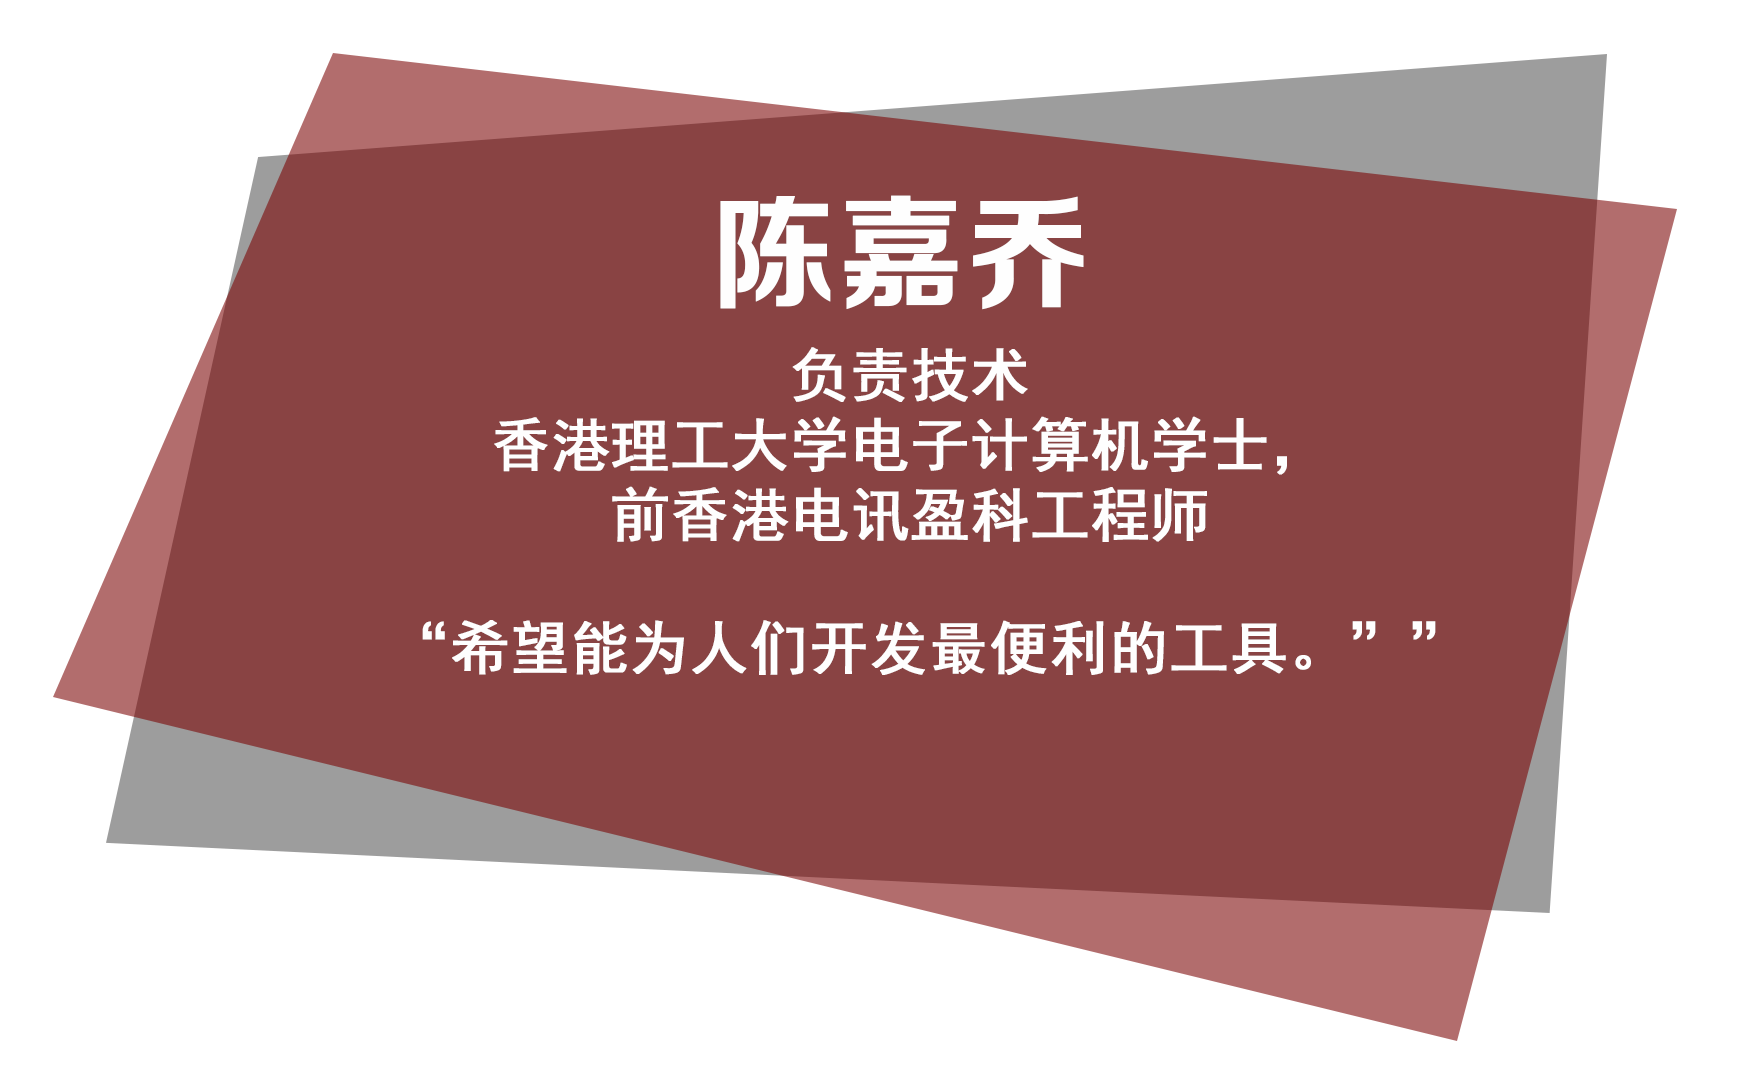 陈嘉乔
负责技术
香港理工大学电子计算机学士，
前香港电讯盈科工程师
“希望能为人们开发最便利的工具。””